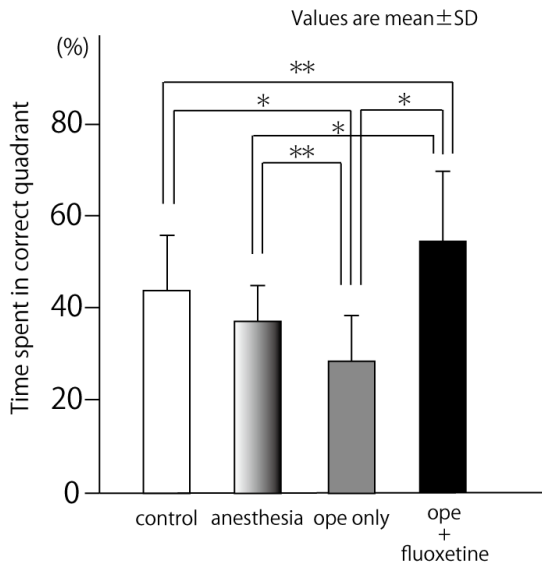 Values are mean±SD
(%)
Time spent in correct quadrant
80
60
40
20
0
**
*
*
*
**
control
anesthesia
ope only
ope
+
fluoxetine